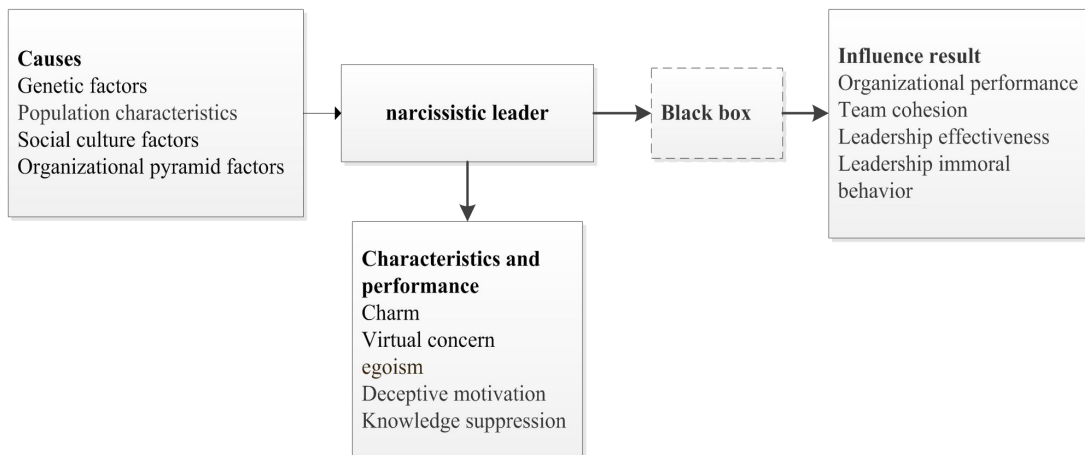 Causes
Genetic factors
Population characteristics
Social culture factors
Organizational pyramid factors
narcissistic leader
Black box
Influence result
Organizational performance
Team cohesion
Leadership effectiveness
Leadership immoral
behavior
Characteristics and
performance
Charm
Virtual concern
egoism
Deceptive motivation
Knowledge suppression